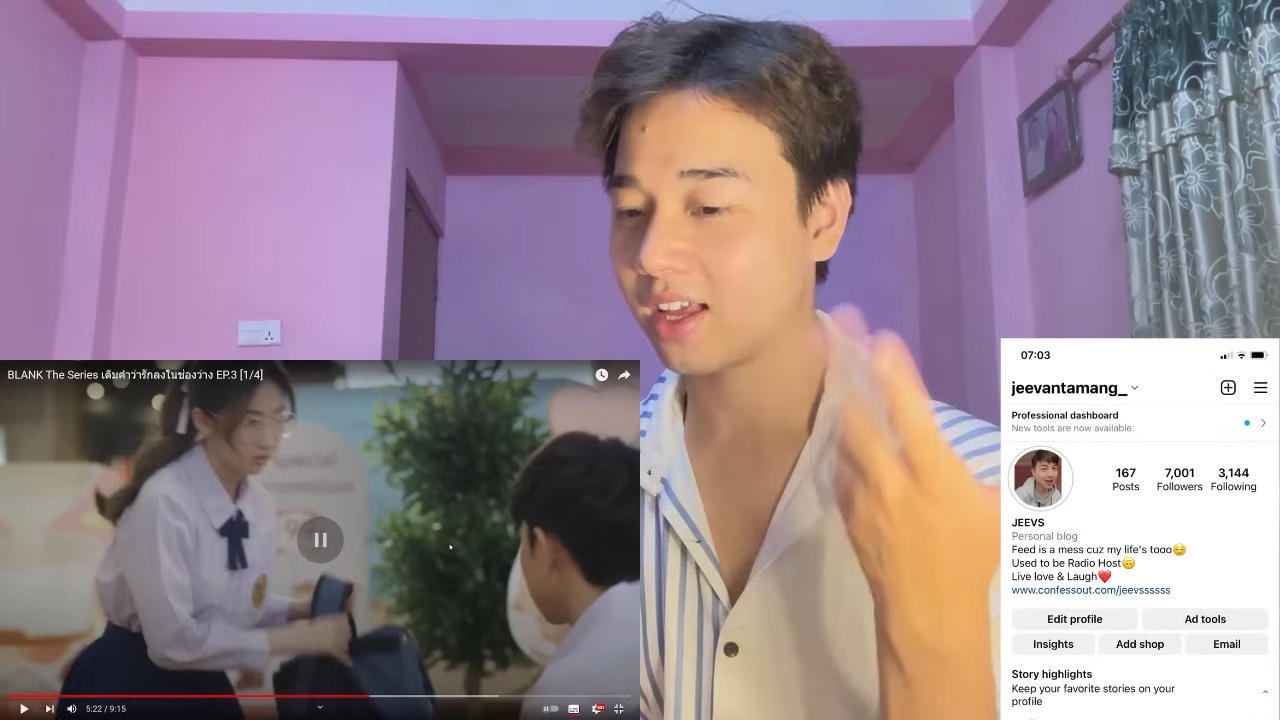 BLANK The Series เติมคำว่ารักลงในช่องว่าง EP.3 [1/4]
5:22 / 9:15
07:03
jeevantamang_
Professional dashboard
New tools are now available.
167
7,001
3,144
Posts
Followers
Following
JEEVS
Personal blog
Feed is a mess cuz my life's tooo😔
Used to be Radio Host🙃
Live love & Laugh❤️
www.confessout.com/jeevssssss
Edit profile
Ad tools
Insights
Add shop
Email
Story highlights
Keep your favorite stories on your
profile